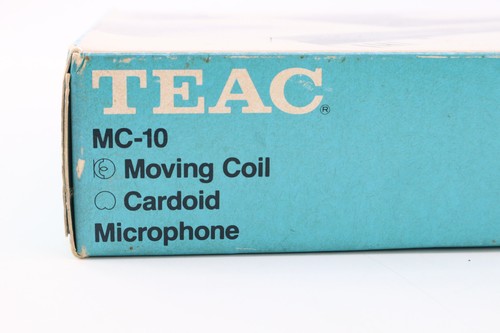 TEAC®
MC-10
Moving Coil
Cardoid
Microphone